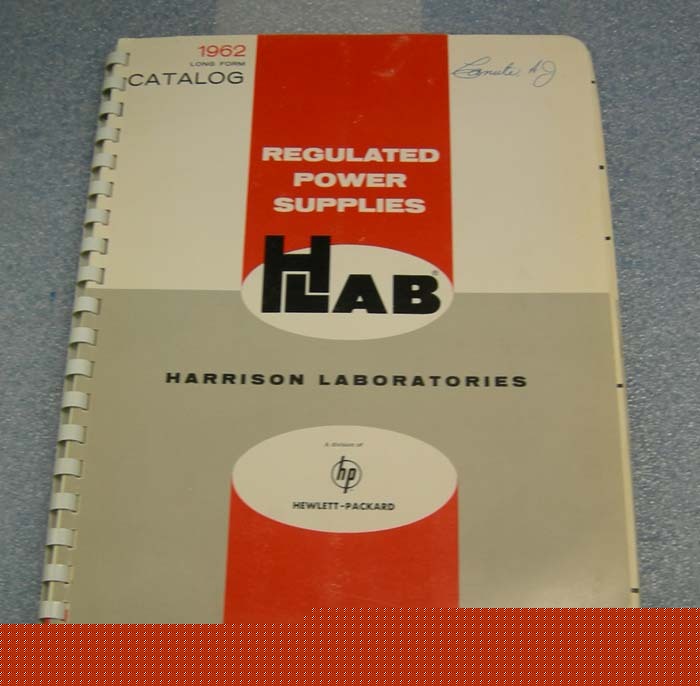 1962
LONG FORM
CATALOG
REGULATED
POWER
SUPPLIES
HLAB®
HARRISON LABORATORIES
A division of
hp
HEWLETT-PACKARD